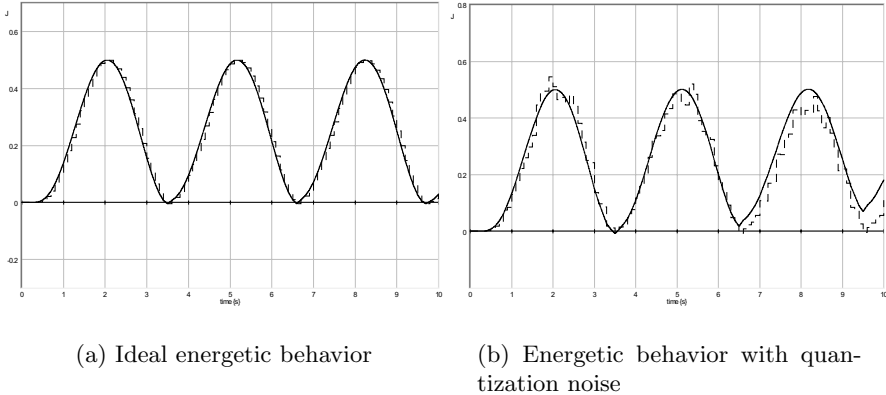 0.6
0.4
0.2
0
-0.2
0 1 2 3 4 5 6 7 8 9 10
time {s}
(a) Ideal energetic behavior
0.8
0.6
0.4
0.2
0
0 1 2 3 4 5 6 7 8 9 10
time {s}
(b) Energetic behavior with quan-
tization noise